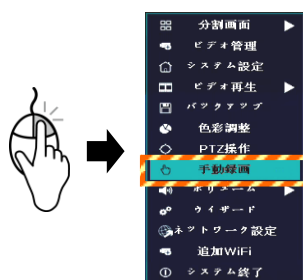 分割画面
ビデオ管理
システム設定
ビデオ再生
バックアップ
色彩調整
PTZ操作
手動録画
ボリューム
ウィザード
ネットワーク設定
追加WiFi
システム終了